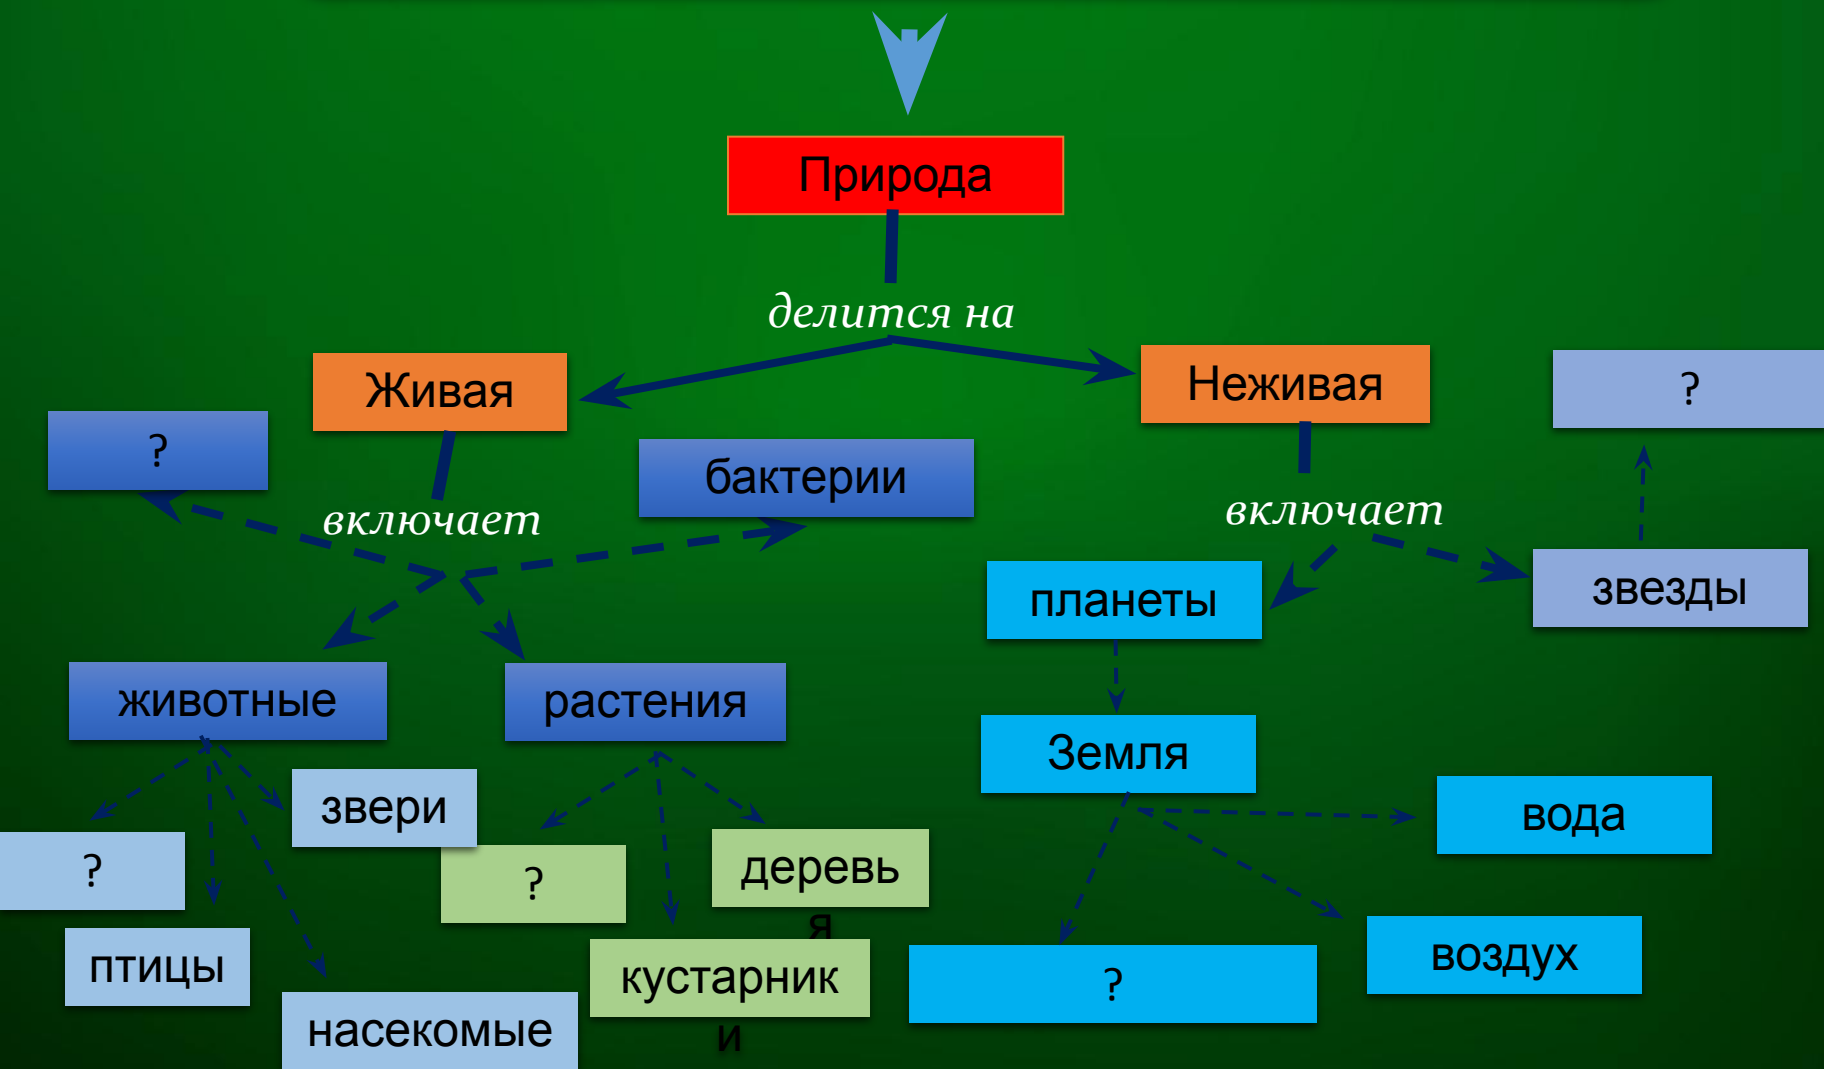 Природа
делится на
Живая
Неживая
?
?
бактерии
включает
включает
планеты
звезды
животные
растения
Земля
звери
вода
?
?
деревь
я
птицы
кустарник
и
?
воздух
насекомые